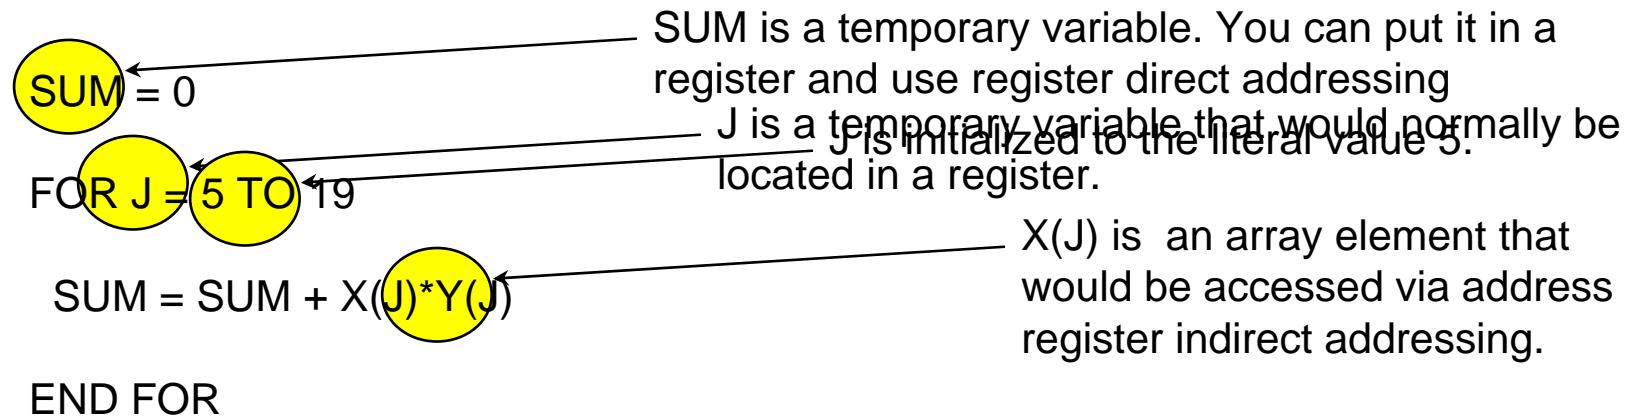 SUM = 0
FOR J = 5 TO 19
SUM = SUM + X(J)*Y(J)
END FOR
SUM is a temporary variable. You can put it in a
register and use register direct addressing
J is a temporary variable that would normally be
located in a register.
J is initialized to the literal value 5.
X(J) is  an array element that
would be accessed via address
register indirect addressing.